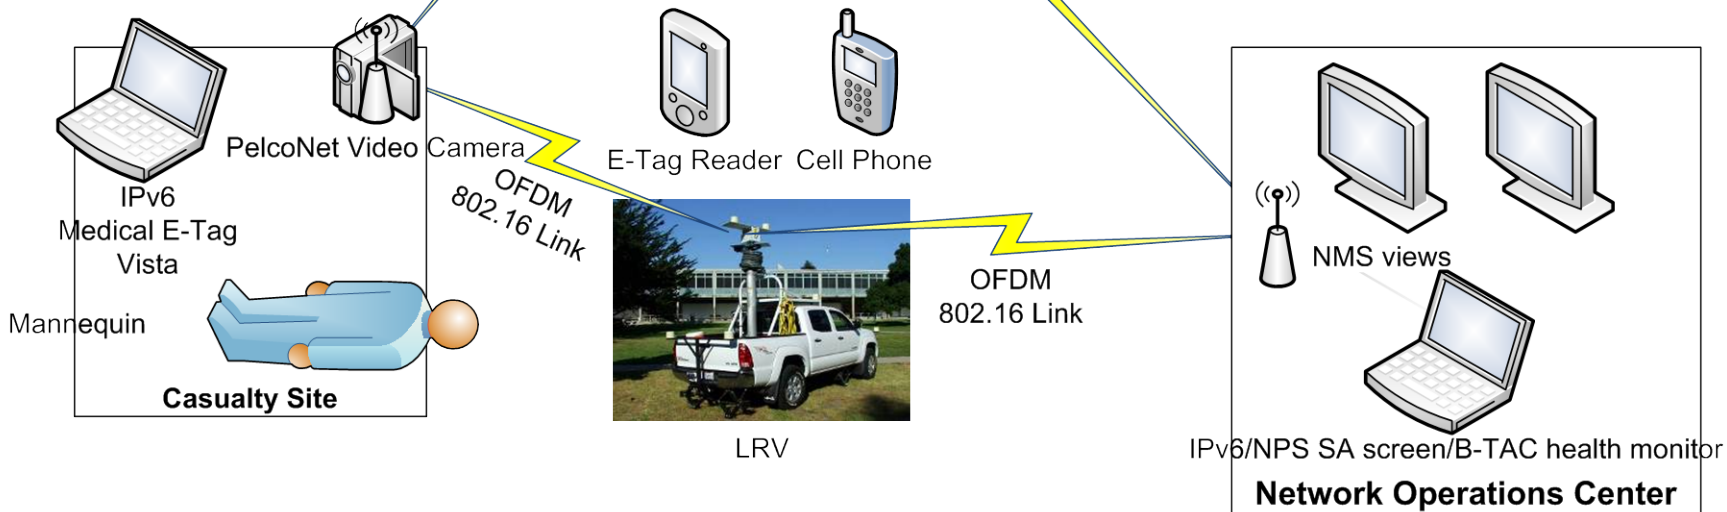 PelcoNet Video Camera
E-Tag Reader
Cell Phone
IPv6
Medical E-Tag
Vista
OFDM
802.16 Link
Mannequin
Casualty Site
LRV
OFDM
802.16 Link
NMS views
IPv6/NPS SA screen/B-TAC health monitor
Network Operations Center